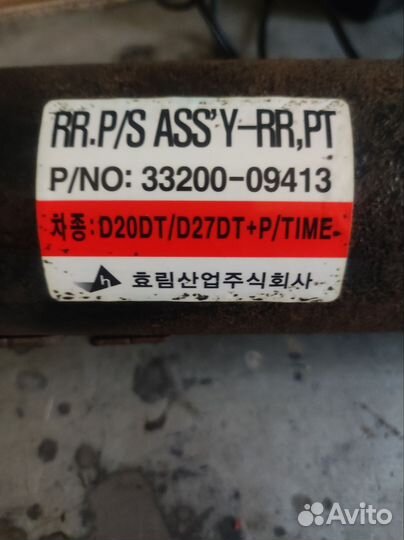 RR.P/S ASS'Y-RR,PT
P/NO: 33200-09413
차종: D20DT/D27DT+P/TIME
h 효림산업주식회사
Avito